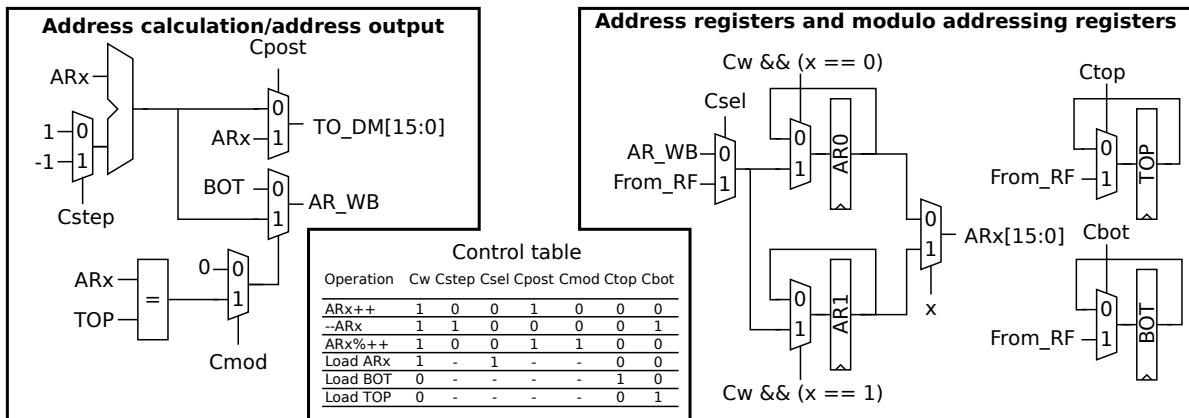 Address calculation/address output
Cpost
ARx
0
1
TO_DM[15:0]
ARx
1 0
-1 1
Cstep
BOT
0
1
AR_WB
ARx
TOP
=
0 0
1
Cmod
Control table
Operation Cw Cstep Csel Cpost Cmod Ctop Cbot
ARx++ 1 0 0 1 0 0 0
--ARx 1 1 0 0 0 0 1
ARx%++ 1 0 0 1 1 0 0
Load ARx 1 - 1 - - 0 0
Load BOT 0 - - - - 1 0
Load TOP 0 - - - - 0 1
Address registers and modulo addressing registers
Cw && (x == 0)
Csel
AR_WB 0
From_RF 1
0
1
AR0
0
1
AR1
Cw && (x == 1)
0
1
ARx[15:0]
x
Ctop
0
From_RF 1
TOP
Cbot
0
From_RF 1
BOT